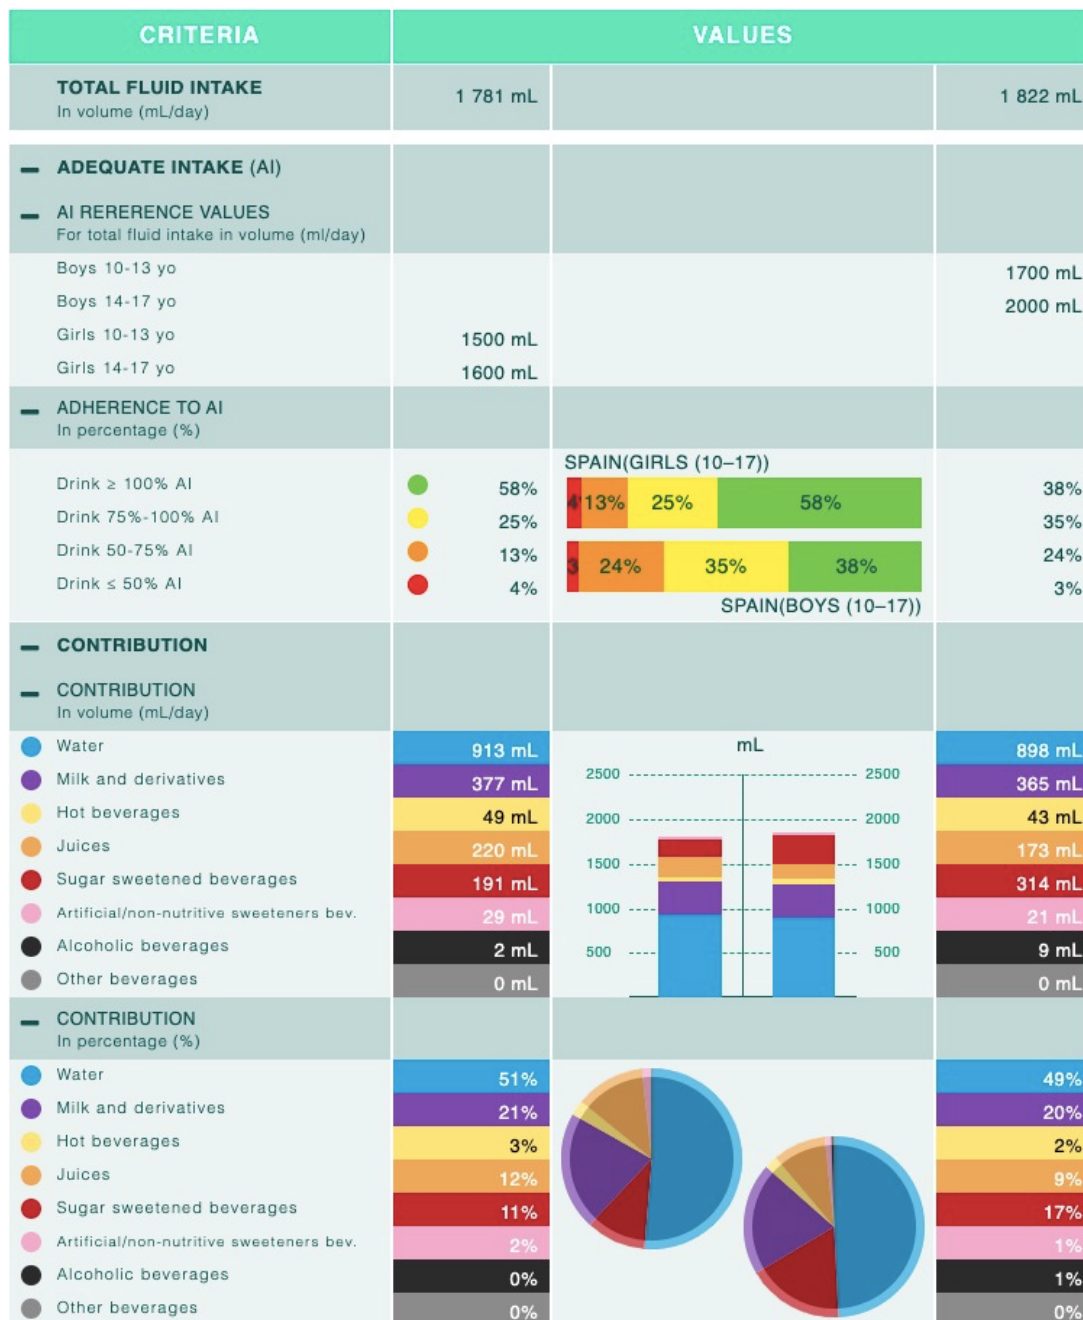 CRITERIA VALUES
TOTAL FLUID INTAKE
In volume (mL/day)
1 781 mL 1 822 mL
ADEQUATE INTAKE (AI)
AI RERERENCE VALUES
For total fluid intake in volume (ml/day)
Boys 10-13 yo 1700 mL
Boys 14-17 yo 2000 mL
Girls 10-13 yo 1500 mL
Girls 14-17 yo 1600 mL
ADHERENCE TO AI
In percentage (%)
SPAIN(GIRLS (10–17))
Drink ≥ 100% AI 58% 38%
4 13% 25% 58%
Drink 75%-100% AI 25% 35%
Drink 50-75% AI 13% 24%
3 24% 35% 38%
Drink ≤ 50% AI 4% 3%
SPAIN(BOYS (10–17))
CONTRIBUTION
CONTRIBUTION
In volume (mL/day)
Water 913 mL mL 898 mL
Milk and derivatives 377 mL 2500 2500 365 mL
Hot beverages 49 mL 2000 2000 43 mL
Juices 220 mL 1500 1500 173 mL
Sugar sweetened beverages 191 mL 314 mL
Artificial/non-nutritive sweeteners bev. 29 mL 1000 1000 21 mL
Alcoholic beverages 2 mL 500 500 9 mL
Other beverages 0 mL 0 mL
CONTRIBUTION
In percentage (%)
Water 51% 49%
Milk and derivatives 21% 20%
Hot beverages 3% 2%
Juices 12% 9%
Sugar sweetened beverages 11% 17%
Artificial/non-nutritive sweeteners bev. 2% 1%
Alcoholic beverages 0% 1%
Other beverages 0% 0%